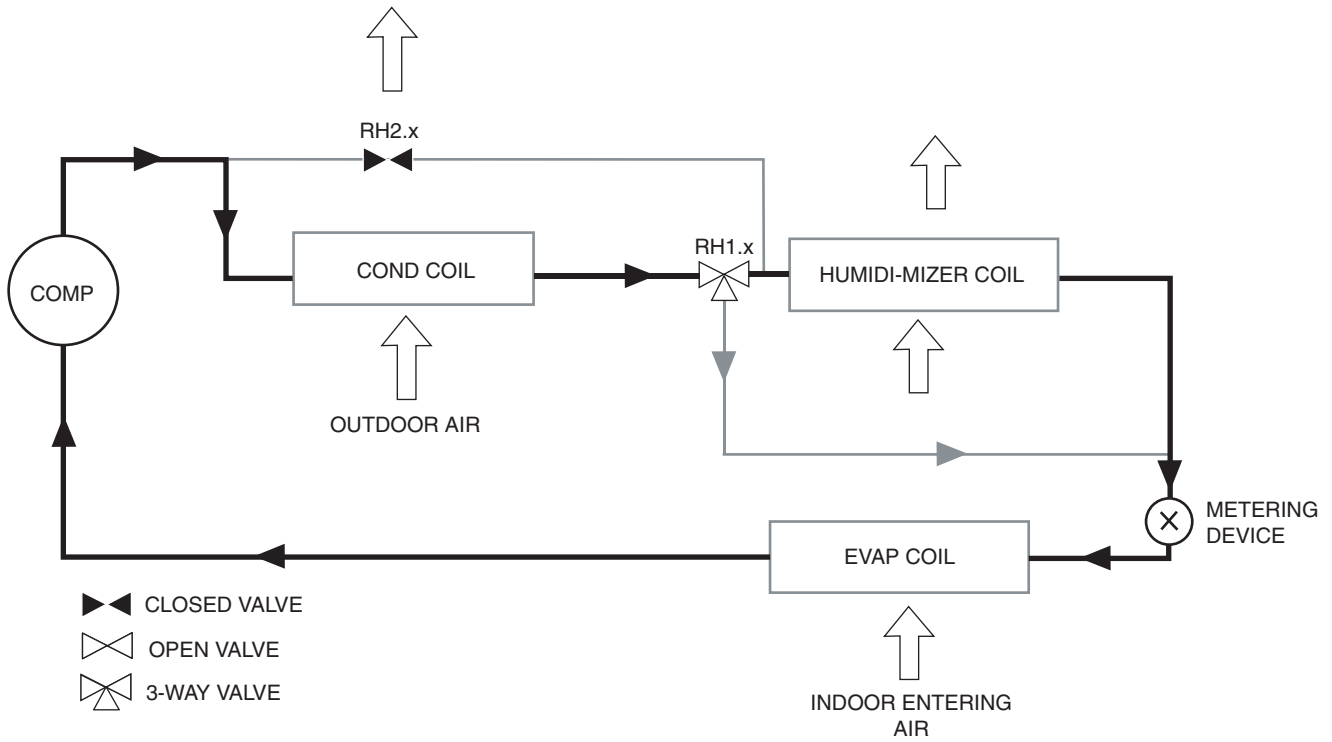 RH2.x
COMP
COND COIL
RH1.x
HUMIDI-MIZER COIL
OUTDOOR AIR
METERING
DEVICE
EVAP COIL
CLOSED VALVE
OPEN VALVE
3-WAY VALVE
INDOOR ENTERING
AIR